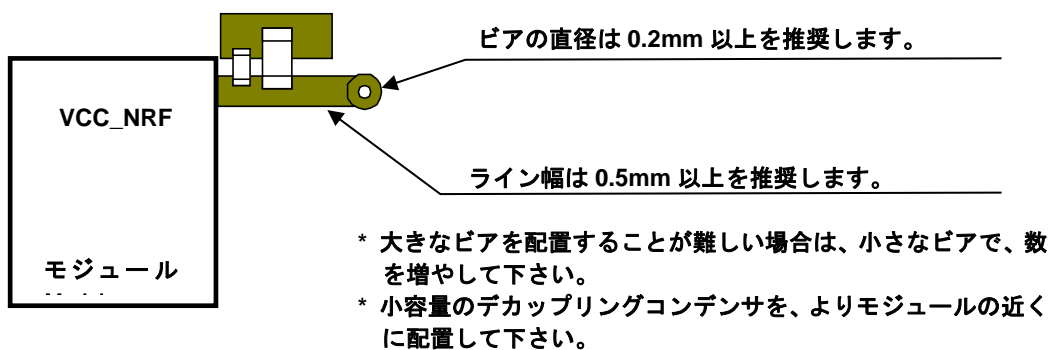 ビアの直径は 0.2mm 以上を推奨します。
VCC_NRF
ライン幅は 0.5mm 以上を推奨します。
モジュール
* 大きなビアを配置することが難しい場合は、小さなビアで、数
を増やして下さい。
* 小容量のデカップリングコンデンサを、よりモジュールの近く
に配置して下さい。